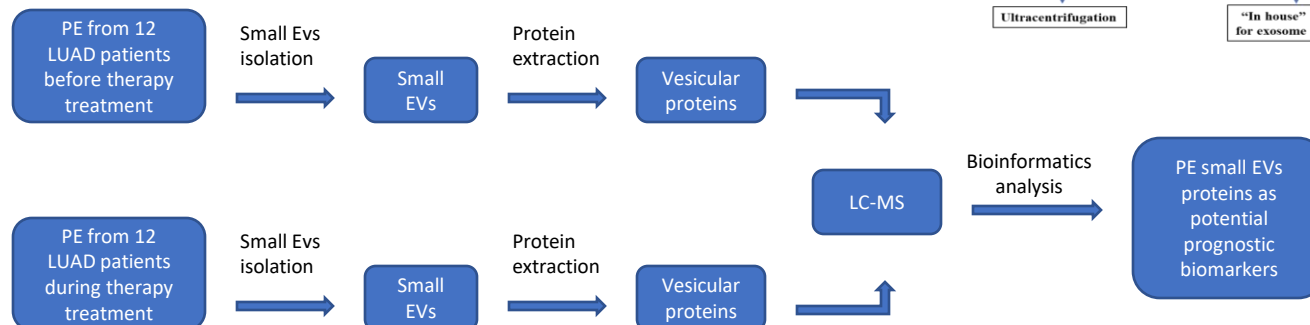 Ultracentrifugation
“In house”
for exosome
PE from 12
LUAD patients
before therapy
treatment
Small Evs
isolation
Small
EVs
Protein
extraction
Vesicular
proteins
LC-MS
Bioinformatics
analysis
PE small EVs
proteins as
potential
prognostic
biomarkers
PE from 12
LUAD patients
during therapy
treatment
Small Evs
isolation
Small
EVs
Protein
extraction
Vesicular
proteins